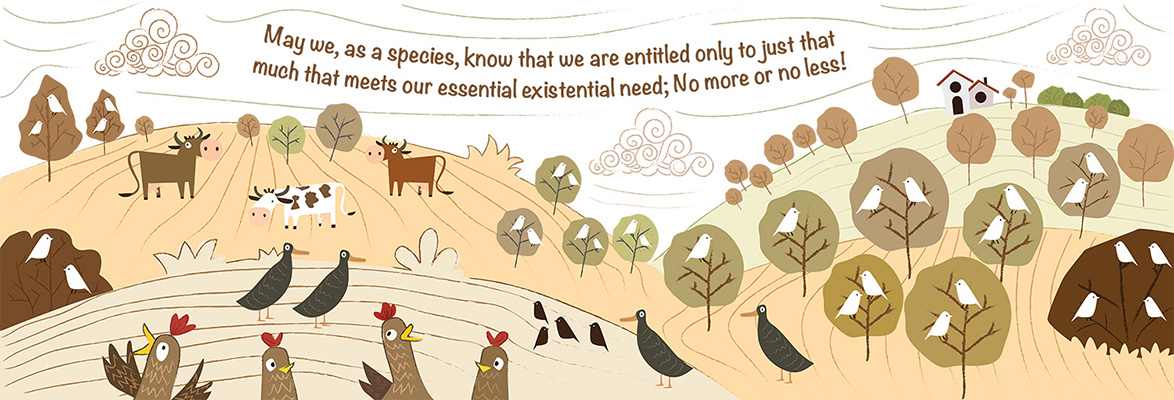 May we, as a species, know that we are entitled only to just that
much that meets our essential existential need; No more or no less!